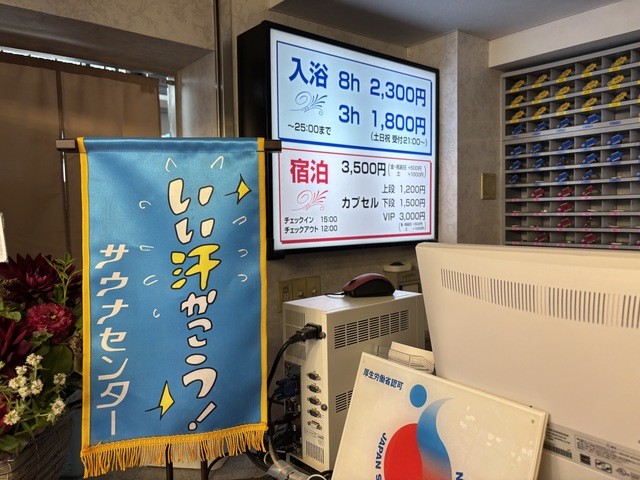 入浴 8h 2,300円
3h 1,800円
～25:00まで
(土日祝 受付21:00～)
宿泊 3,500円
上段 1,200円
カプセル 下段 1,500円
VIP 3,000円
チェックイン 15:00
チェックアウト 12:00
いい汗かこう!
サウナセンター
厚生労働省認可
JAPAN S